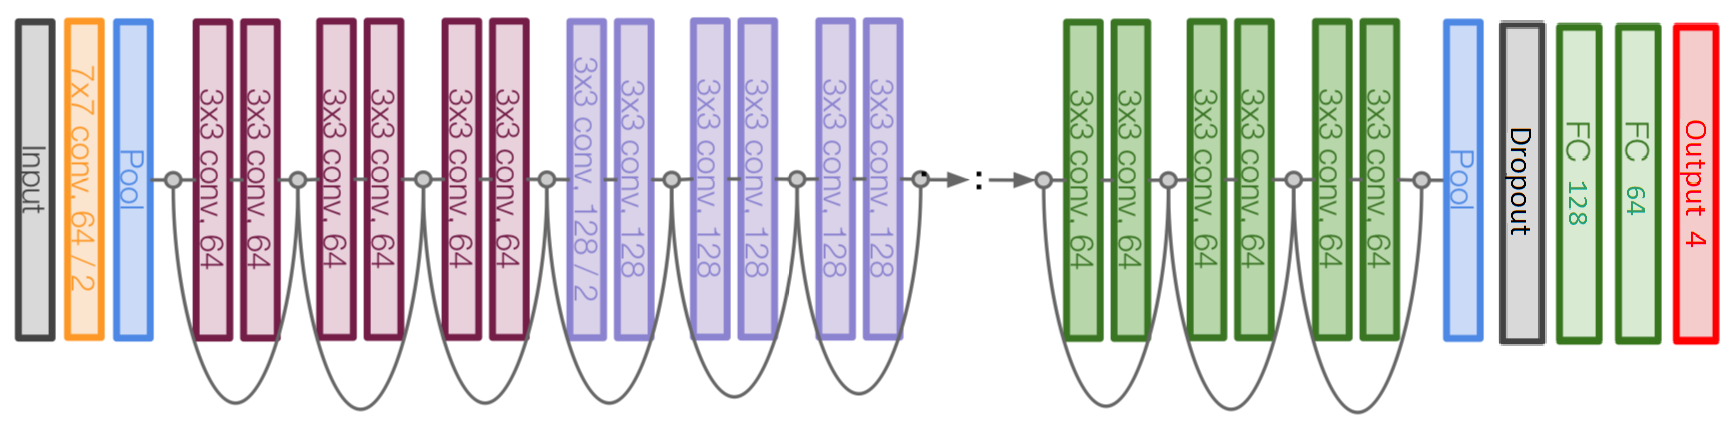 Input
7x7 conv, 64 / 2
Pool
3x3 conv, 64
3x3 conv, 64
3x3 conv, 64
3x3 conv, 64
3x3 conv, 64
3x3 conv, 64
3x3 conv, 128 / 2
3x3 conv, 128
3x3 conv, 128
3x3 conv, 128
3x3 conv, 128
3x3 conv, 128
:
3x3 conv, 64
3x3 conv, 64
3x3 conv, 64
3x3 conv, 64
3x3 conv, 64
3x3 conv, 64
Pool
Dropout
FC 128
FC 64
Output 4